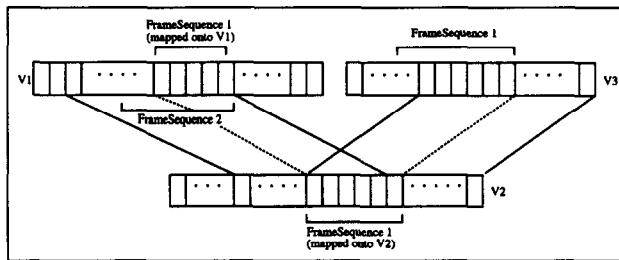 FrameSequence 1
(mapped onto V1)
FrameSequence 1
V1
V3
FrameSequence 2
V2
FrameSequence 1
(mapped onto V2)